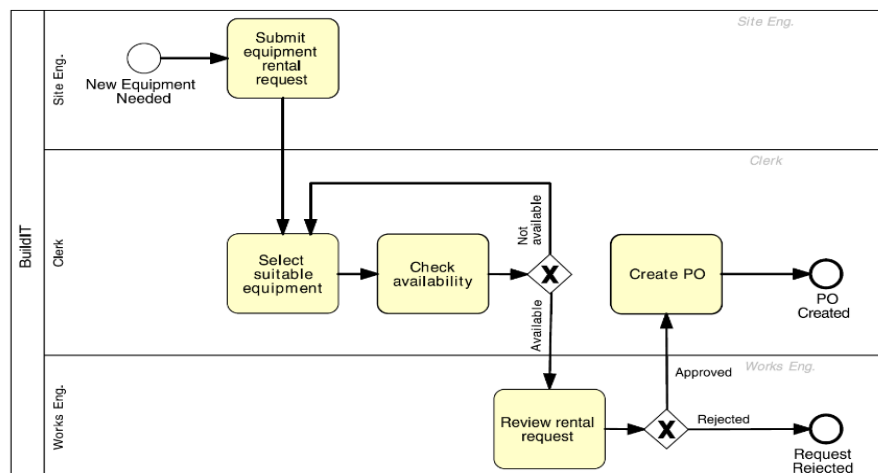 BuildIT
Site Eng.
Site Eng.
New Equipment
Needed
Submit
equipment
rental
request
Clerk
Clerk
Select
suitable
equipment
Check
availability
X
Not
available
Available
Create PO
PO
Created
Works Eng.
Works Eng.
Review rental
request
X
Approved
Rejected
Request
Rejected